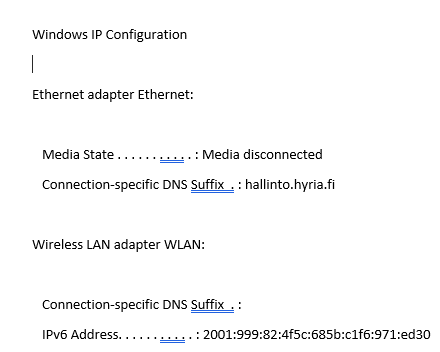 Windows IP Configuration
Ethernet adapter Ethernet:
Media State . . . . . . . . . . . : Media disconnected
Connection-specific DNS Suffix  . : hallinto.hyria.fi
Wireless LAN adapter WLAN:
Connection-specific DNS Suffix  . :
IPv6 Address. . . . . . . . . . . : 2001:999:82:4f5c:685b:c1f6:971:ed30